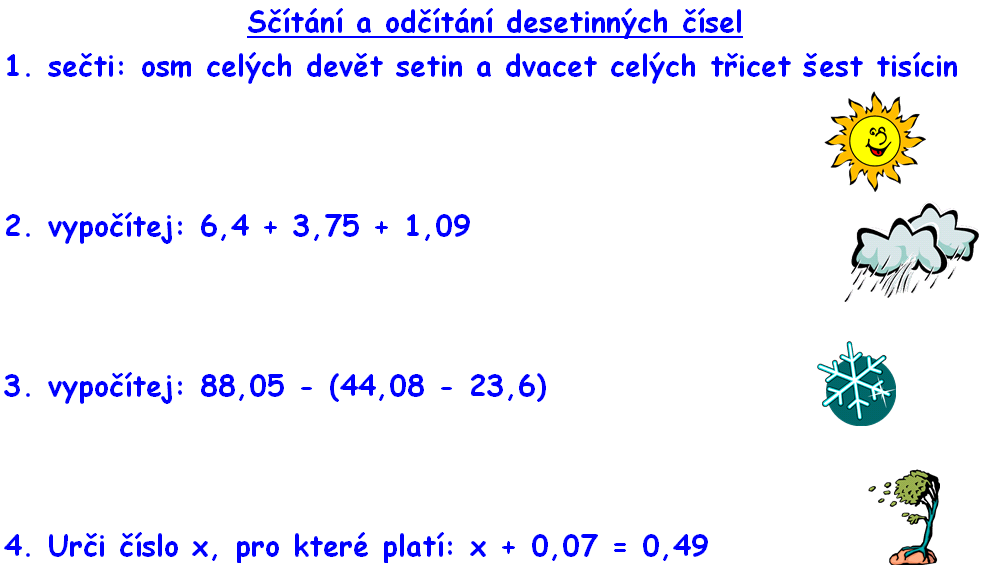 Sčítání a odčítání desetinných čísel
1. sečti: osm celých devět setin a dvacet celých třicet šest tisícin
2. vypočítej: 6,4 + 3,75 + 1,09
3. vypočítej: 88,05 - (44,08 - 23,6)
4. Urči číslo x, pro které platí: x + 0,07 = 0,49